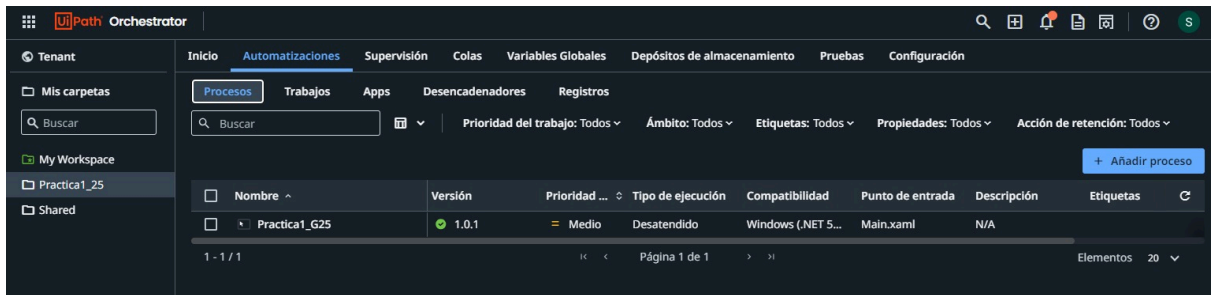 UiPath Orchestrator
S
Tenant
Inicio Automatizaciones Supervisión Colas Variables Globales Depósitos de almacenamiento Pruebas Configuración
Mis carpetas
Procesos Trabajos Apps Desencadenadores Registros
Buscar
Buscar
Prioridad del trabajo: Todos Ámbito: Todos Etiquetas: Todos Propiedades: Todos Acción de retención: Todos
My Workspace
+ Añadir proceso
Practica1_25
Nombre Versión Prioridad ... Tipo de ejecución Compatibilidad Punto de entrada Descripción Etiquetas
Shared
Practica1_G25 1.0.1 = Medio Desatendido Windows (.NET 5... Main.xaml N/A
1 - 1 / 1 Página 1 de 1 Elementos 20